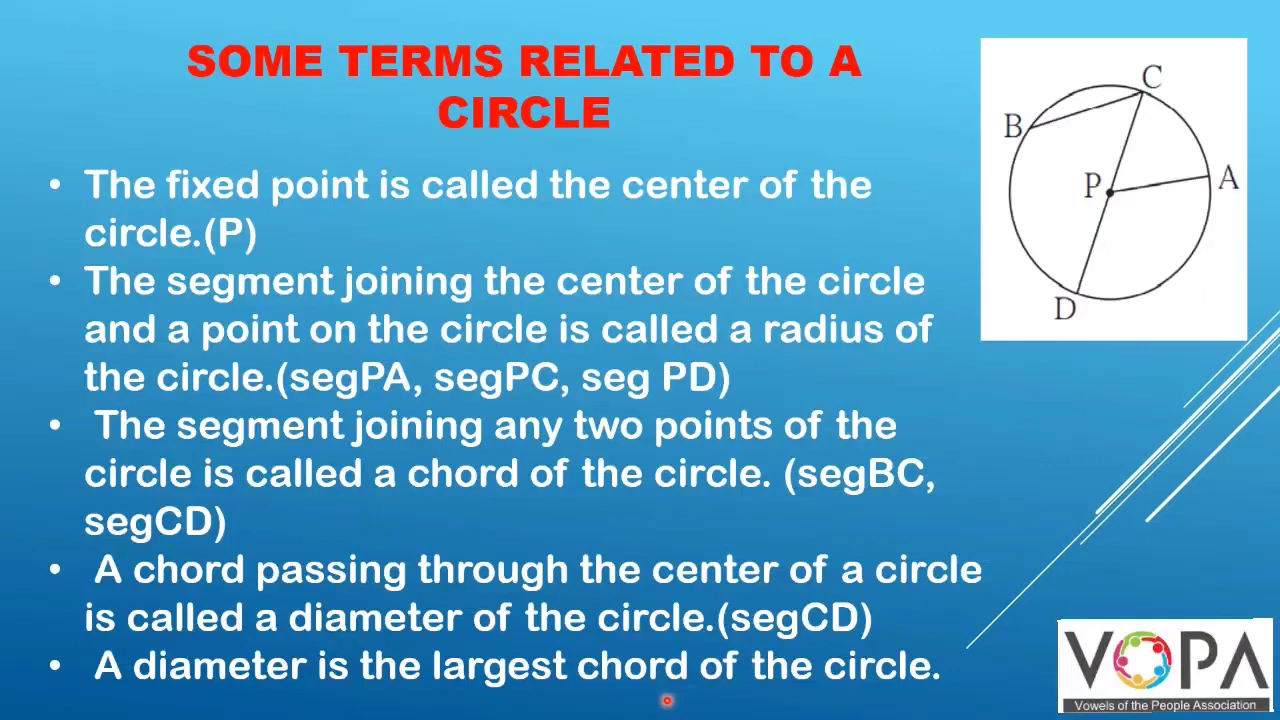 SOME TERMS RELATED TO A
CIRCLE
• The fixed point is called the center of the
circle.(P)
• The segment joining the center of the circle
and a point on the circle is called a radius of
the circle.(segPA, segPC, seg PD)
• The segment joining any two points of the
circle is called a chord of the circle. (segBC,
segCD)
• A chord passing through the center of a circle
is called a diameter of the circle.(segCD)
• A diameter is the largest chord of the circle.
C
B
A
P
D
VOPA
Vowels of the People Association